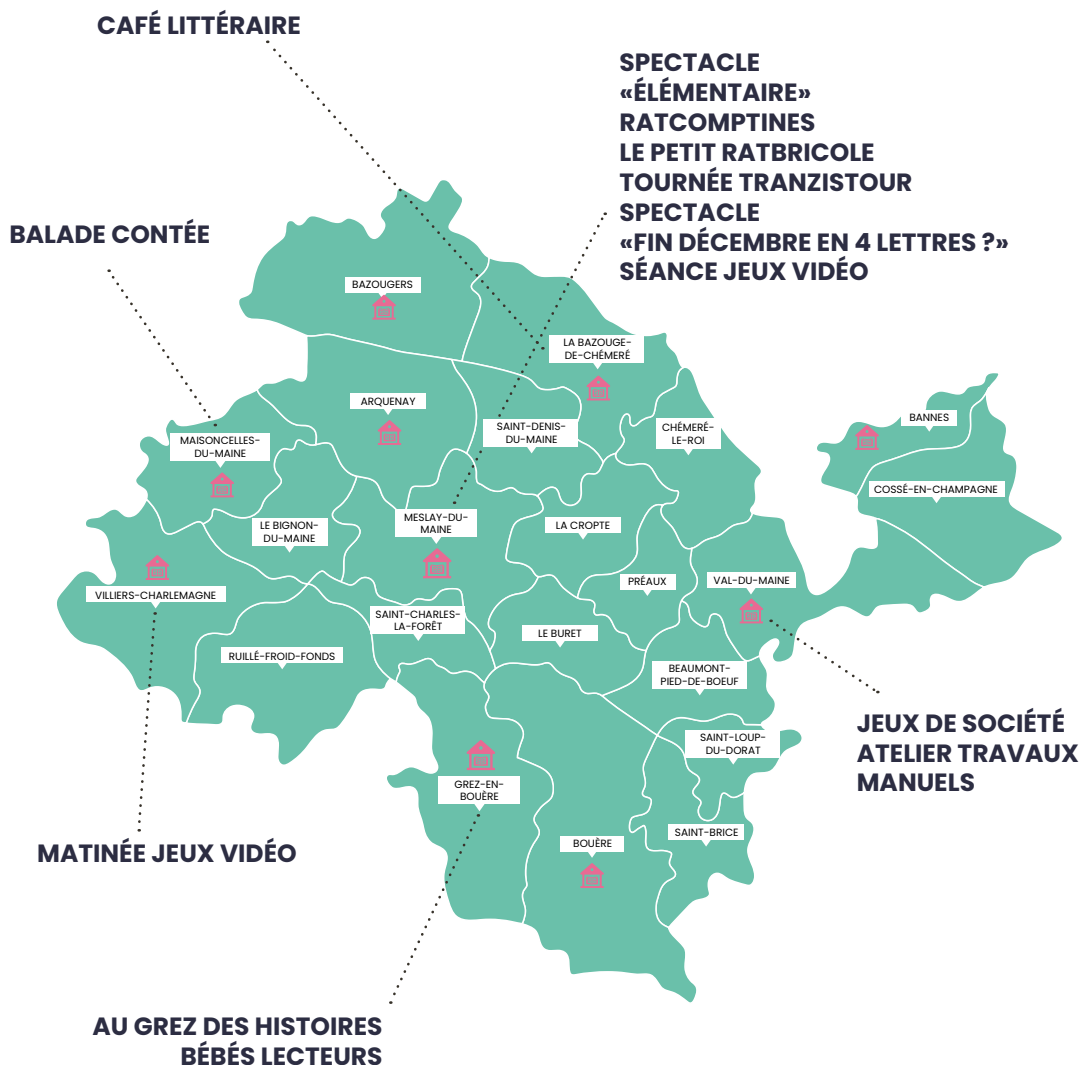 CAFÉ LITTÉRAIRE
SPECTACLE
«ÉLÉMENTAIRE»
RATCOMPTINES
LE PETIT RATBRICOLE
TOURNÉE TRANZISTOUR
SPECTACLE
«FIN DÉCEMBRE EN 4 LETTRES ?»
SÉANCE JEUX VIDÉO
BALADE CONTÉE
BAZOUGERS
LA BAZOUGE-
DE-CHÉMERÉ
ARQUENAY
SAINT-DENIS-
DU-MAINE
CHÉMERÉ-
LE-ROI
BANNES
MAISONCELLES-
DU-MAINE
COSSÉ-EN-CHAMPAGNE
LE BIGNON-
DU-MAINE
MESLAY-DU-
MAINE
LA CROPTE
VILLIERS-CHARLEMAGNE
PRÉAUX
VAL-DU-MAINE
SAINT-CHARLES-
LA-FORÊT
LE BURET
RUILLÉ-FROID-FONDS
BEAUMONT-
PIED-DE-BOEUF
JEUX DE SOCIÉTÉ
ATELIER TRAVAUX
MANUELS
SAINT-LOUP-
DU-DORAT
GREZ-EN-
BOUÈRE
SAINT-BRICE
BOUÈRE
MATINÉE JEUX VIDÉO
AU GREZ DES HISTOIRES
BÉBÉS LECTEURS